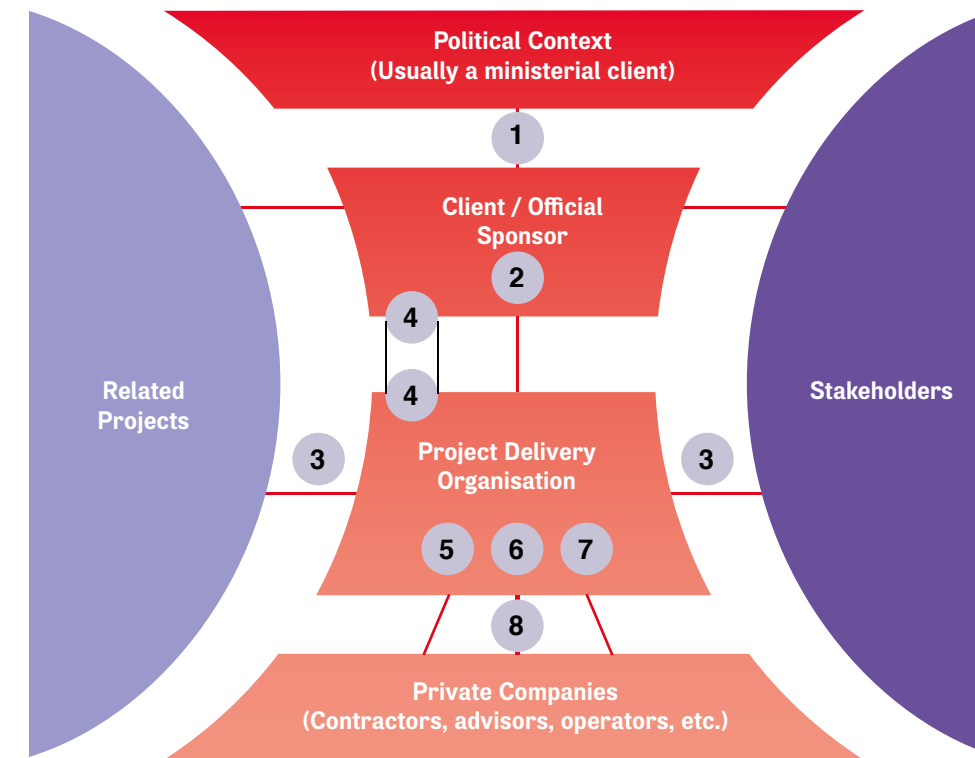 Political Context
(Usually a ministerial client)
1
Client / Official
Sponsor
2
4
4
Related
Projects
Stakeholders
3
Project Delivery
Organisation
3
5 6 7
8
Private Companies
(Contractors, advisors, operators, etc.)